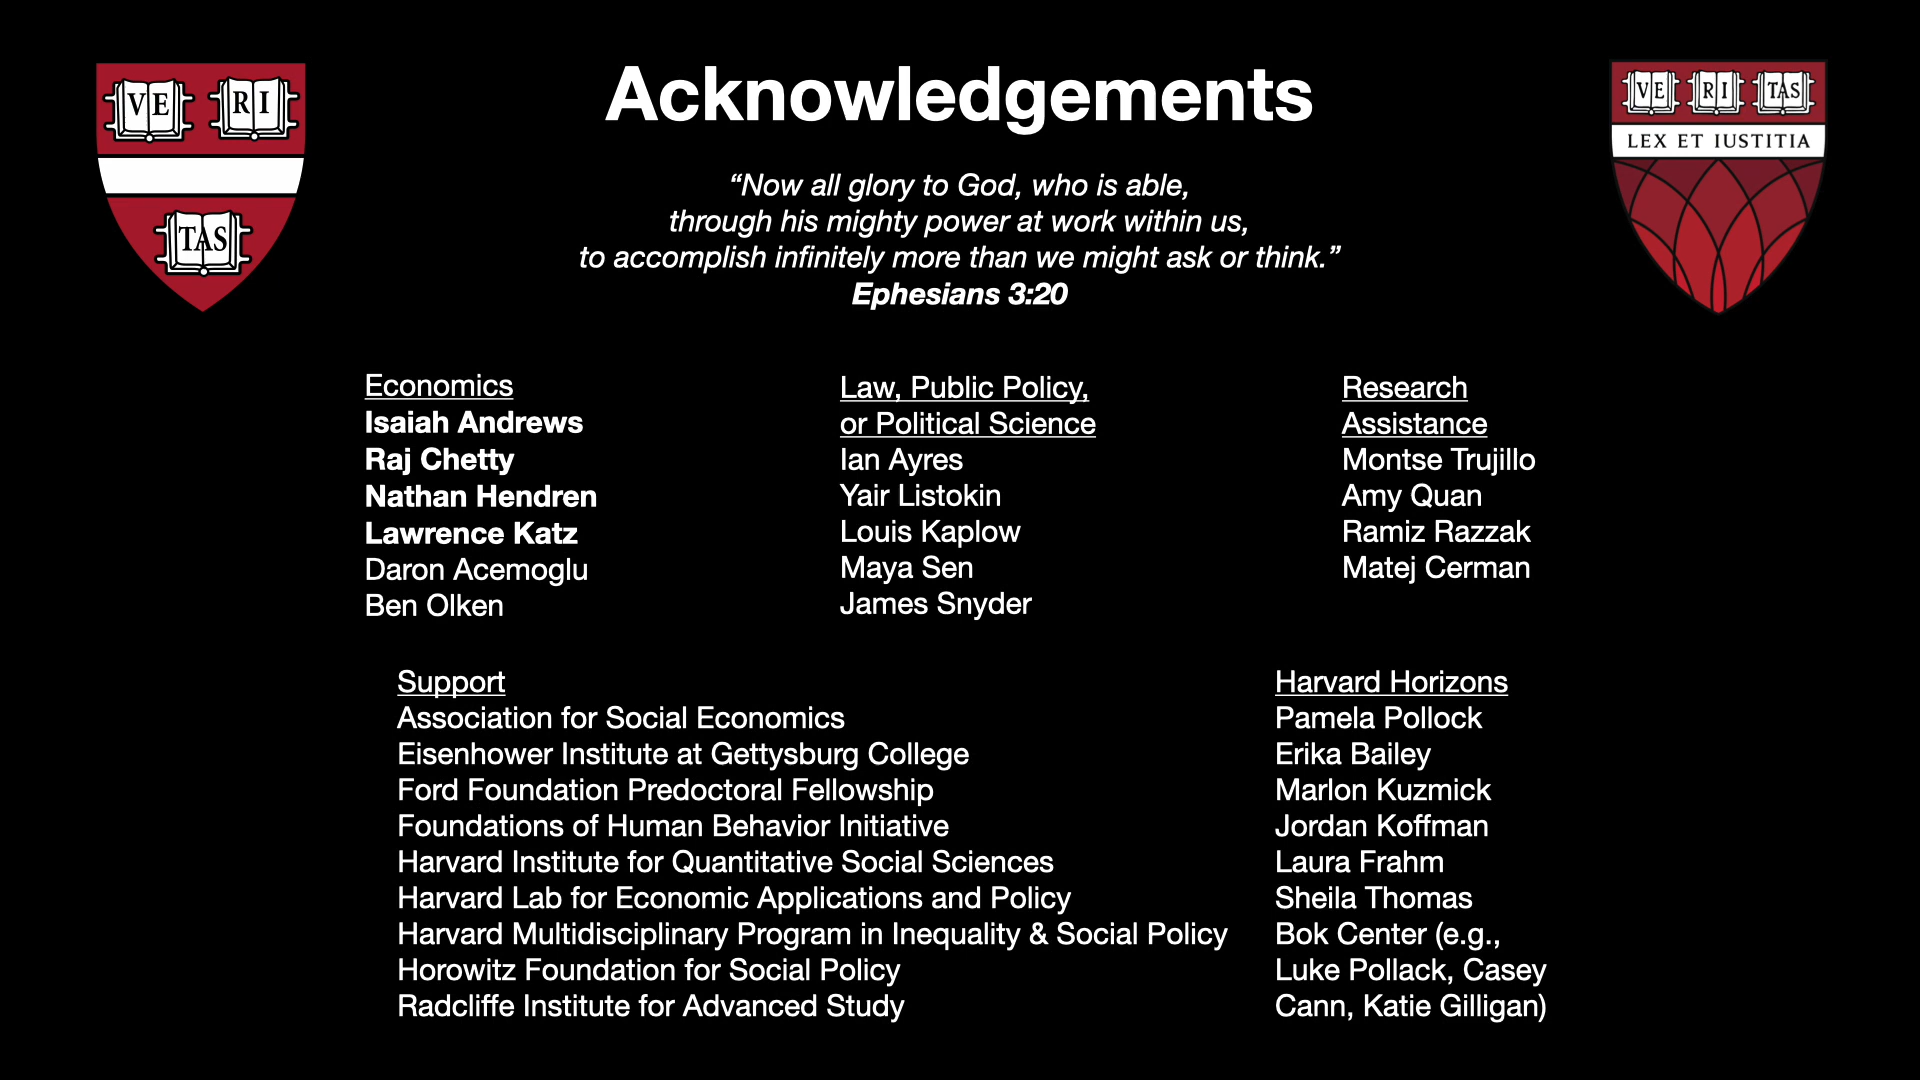 VE RI
TAS
Acknowledgements
VE RI TAS
LEX ET IUSTITIA
“Now all glory to God, who is able,
through his mighty power at work within us,
to accomplish infinitely more than we might ask or think.”
Ephesians 3:20
Economics
Isaiah Andrews
Raj Chetty
Nathan Hendren
Lawrence Katz
Daron Acemoglu
Ben Olken
Law, Public Policy,
or Political Science
Ian Ayres
Yair Listokin
Louis Kaplow
Maya Sen
James Snyder
Research
Assistance
Montse Trujillo
Amy Quan
Ramiz Razzak
Matej Cerman
Support
Association for Social Economics
Eisenhower Institute at Gettysburg College
Ford Foundation Predoctoral Fellowship
Foundations of Human Behavior Initiative
Harvard Institute for Quantitative Social Sciences
Harvard Lab for Economic Applications and Policy
Harvard Multidisciplinary Program in Inequality & Social Policy
Horowitz Foundation for Social Policy
Radcliffe Institute for Advanced Study
Harvard Horizons
Pamela Pollock
Erika Bailey
Marlon Kuzmick
Jordan Koffman
Laura Frahm
Sheila Thomas
Bok Center (e.g.,
Luke Pollack, Casey
Cann, Katie Gilligan)